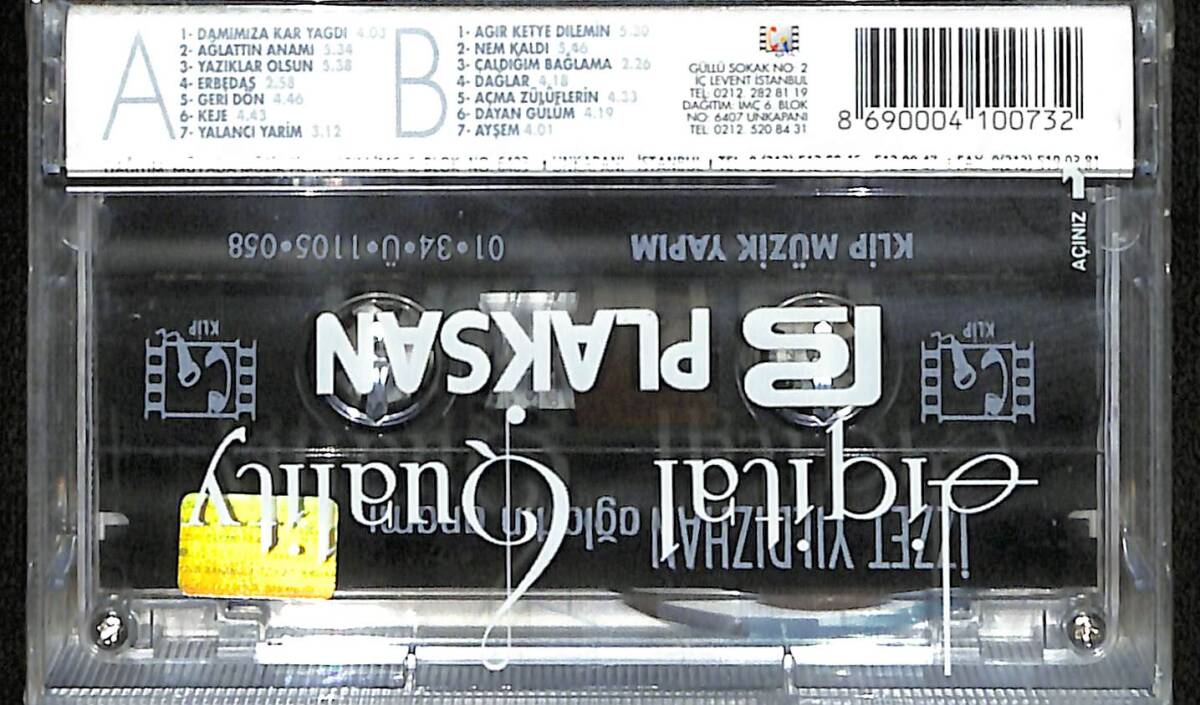 A
1- DAMIMIZA KAR YAGDI 4.03
2- AĞLATTIN ANAMI 5.34
3- YAZIKLAR OLSUN 5.38
4- ERBEDAŞ 2.58
5- GERİ DÖN 4.46
6- KEJE 4.43
7- YALANCI YARİM 3.12
B
1- AGIR KETYE DILEMIN 5.30
2- NEM KALDI 5.46
3- ÇALDIĞIM BAĞLAMA 2.26
4- DAĞLAR 4.18
5- AÇMA ZÜLÜFLERİN 4.33
6- DAYAN GÜLÜM 4.19
7- AYŞEM 4.01
GÜLLÜ SOKAK NO: 2
İÇ LEVENT İSTANBUL
TEL: 0212. 282 81 19
DAĞITIM: İMÇ 6. BLOK
NO: 6407 UNKAPANI
TEL: 0212. 520 84 31
8 690004 100732
AÇINIZ
KLİP MÜZİK YAPIM
01•34•Ü•1105•058
KLİP
PLAKSAN
KLİP
Digital Quality
İZZET YILDIZHAN ağlattın anamı